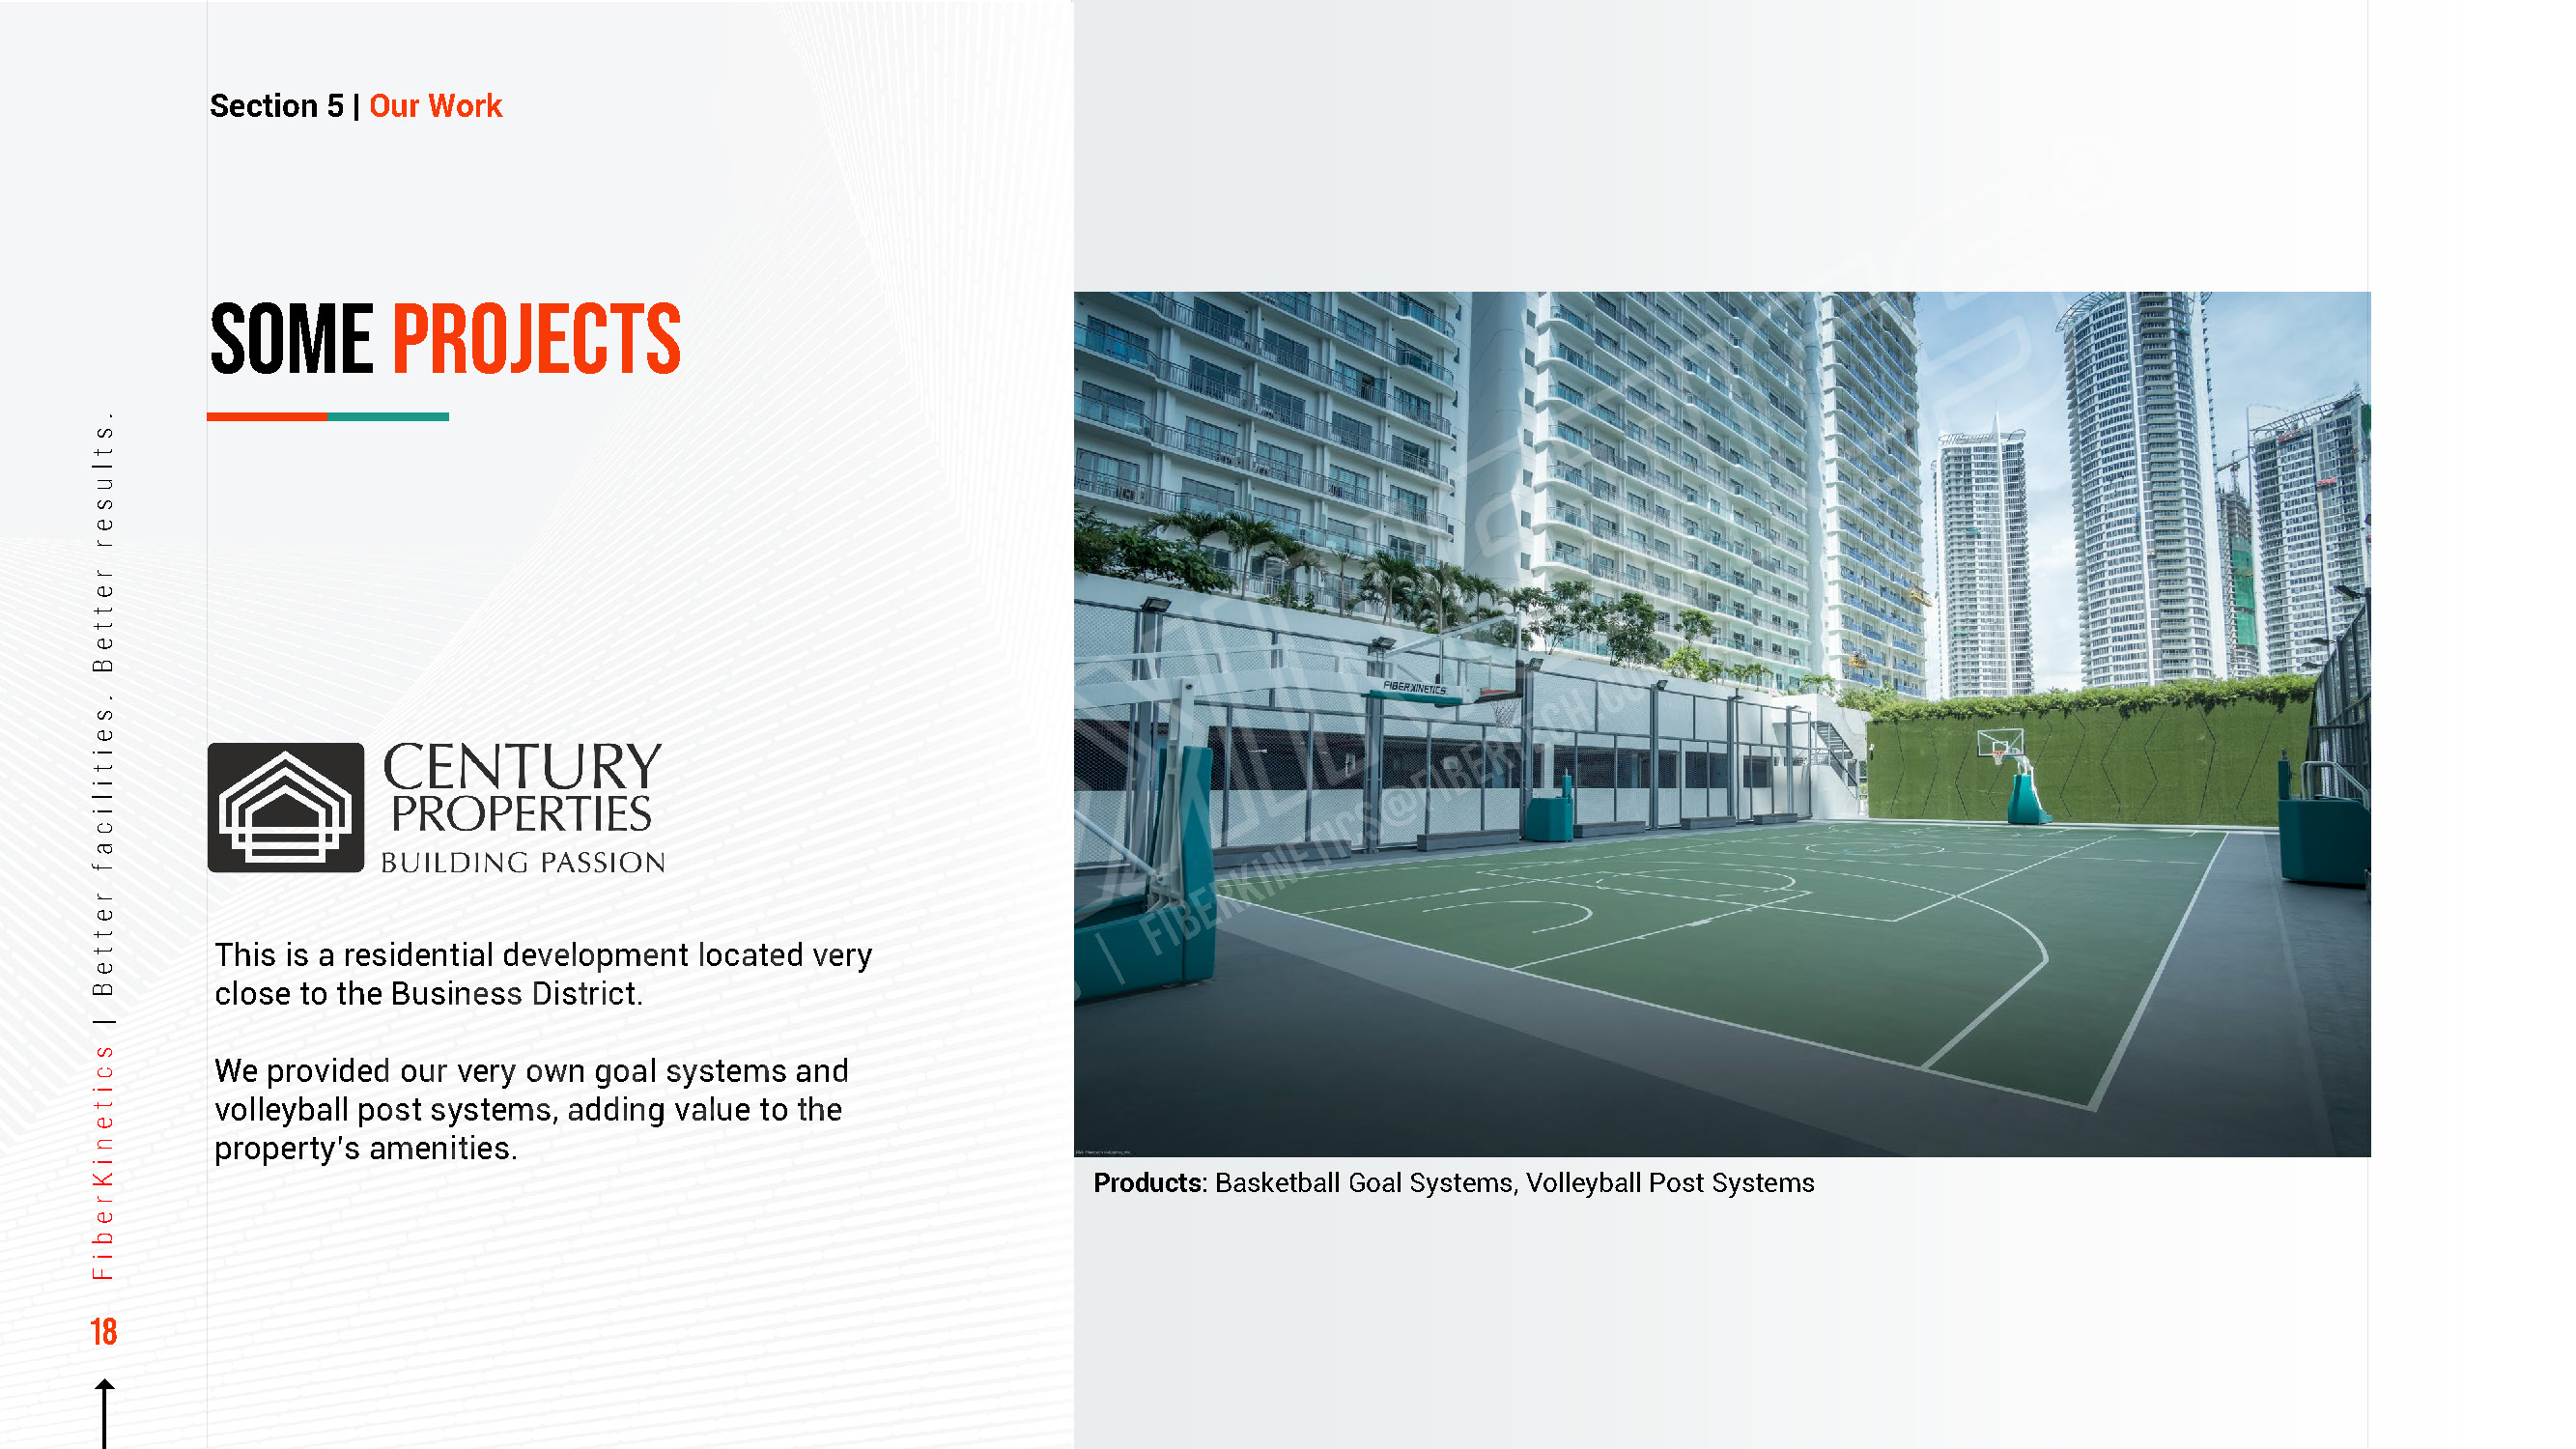 Section 5 | Our Work
SOME PROJECTS
CENTURY
PROPERTIES
BUILDING PASSION
This is a residential development located very
close to the Business District.
We provided our very own goal systems and
volleyball post systems, adding value to the
property's amenities.
FIBERKINETICS
| FIBERKINETICS@FIBERTECH.CO
Products: Basketball Goal Systems, Volleyball Post Systems
FiberKinetics | Better facilities. Better results.
18